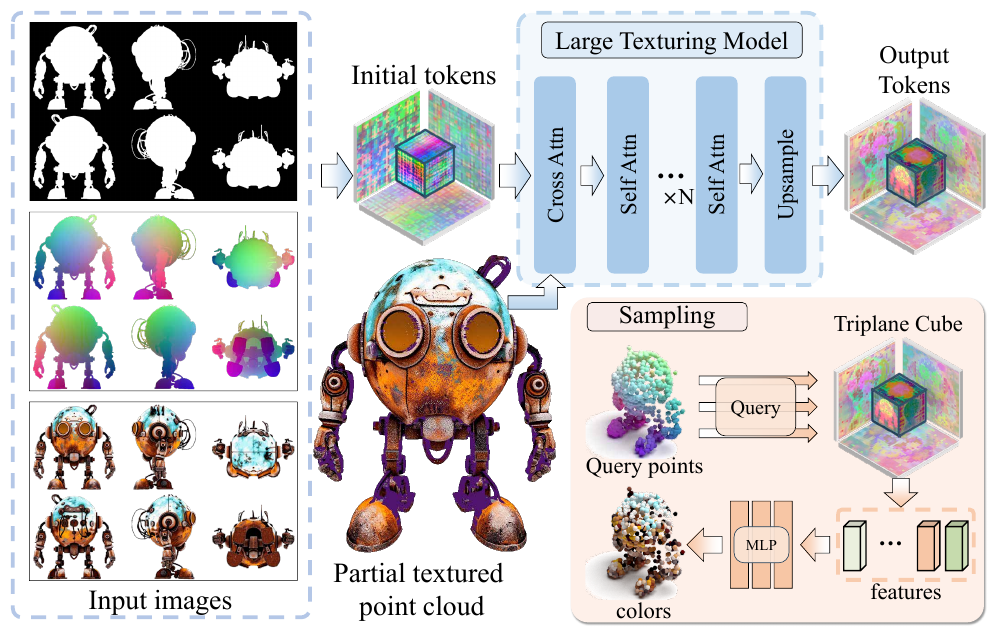 Input images
Initial tokens
Partial textured
point cloud
Large Texturing Model
Cross Attn
Self Attn
...
×N
Self Attn
Upsample
Output
Tokens
Sampling
Query points
Query
Triplane Cube
...
features
MLP
colors